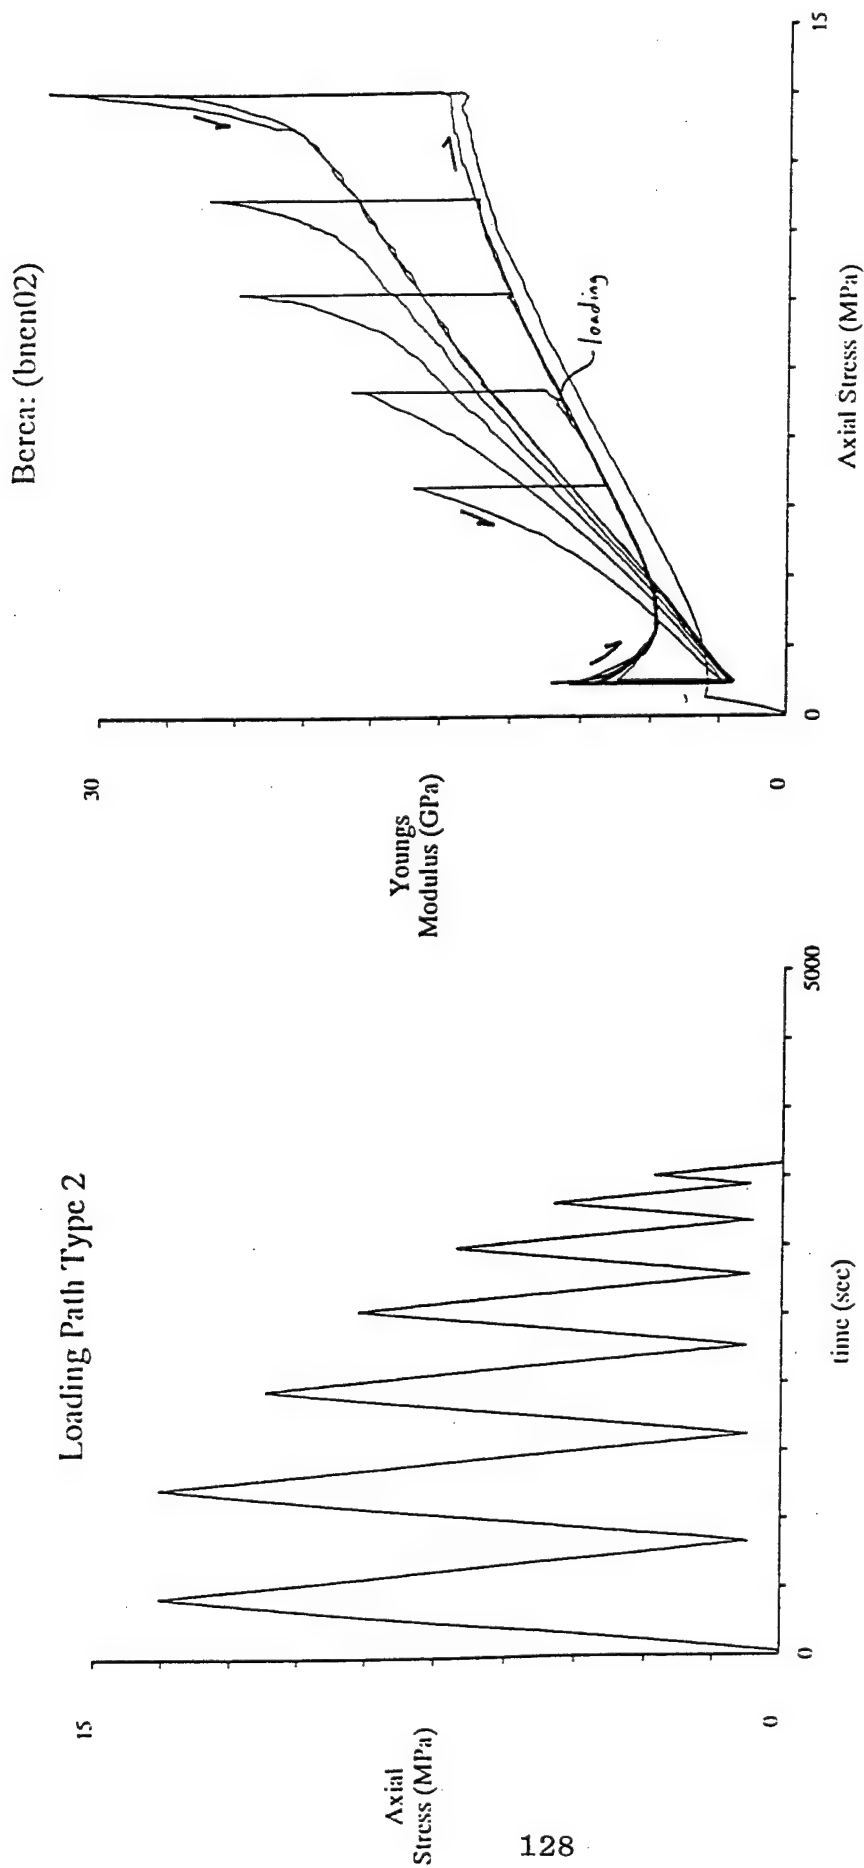 Loading Path Type 2
15
Axial
Stress (MPa)
0
0
5000
time (sec)
Berea: (bncn02)
30
Youngs
Modulus (GPa)
0
0
15
Axial Stress (MPa)
loading
128